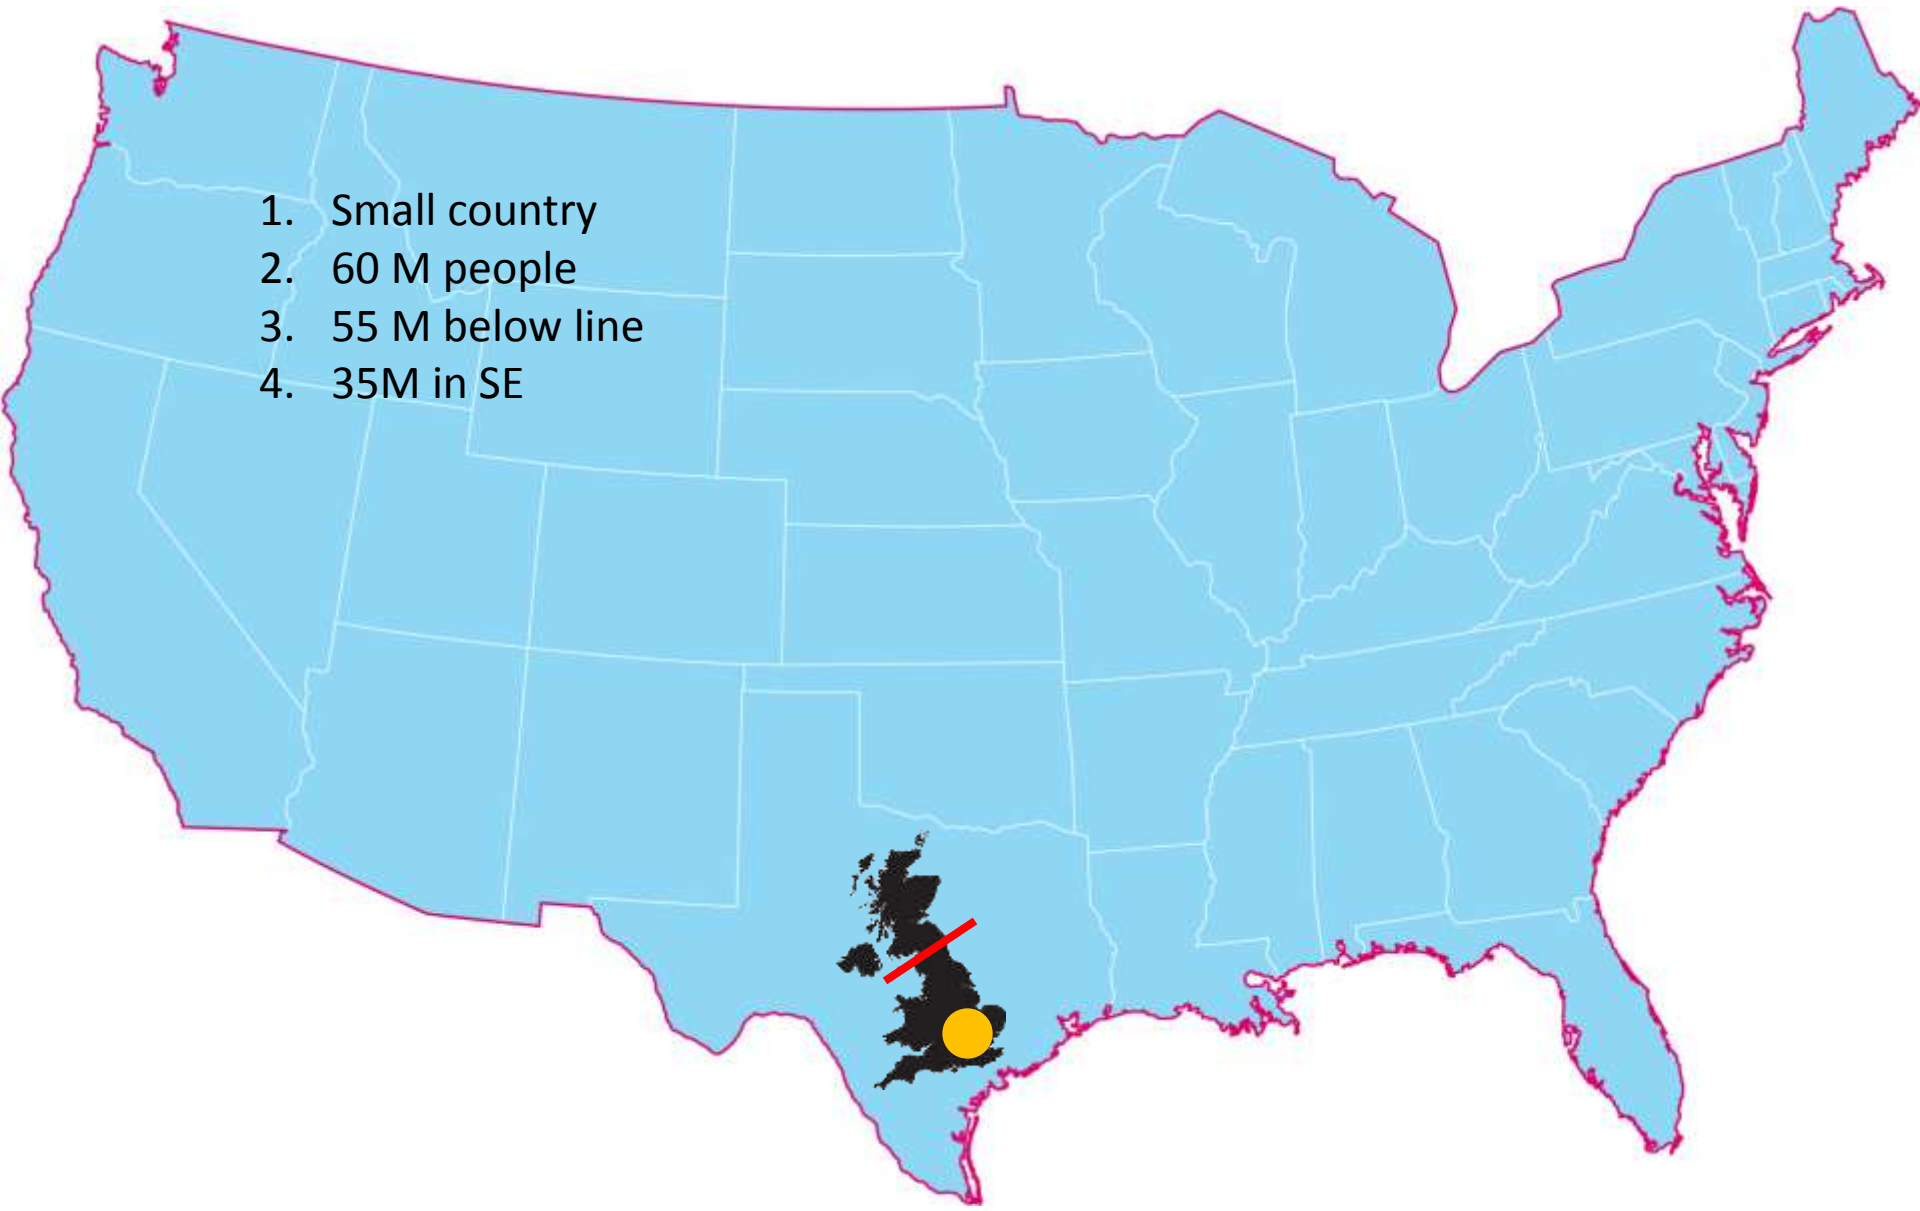 1. Small country
2. 60 M people
3. 55 M below line
4. 35M in SE